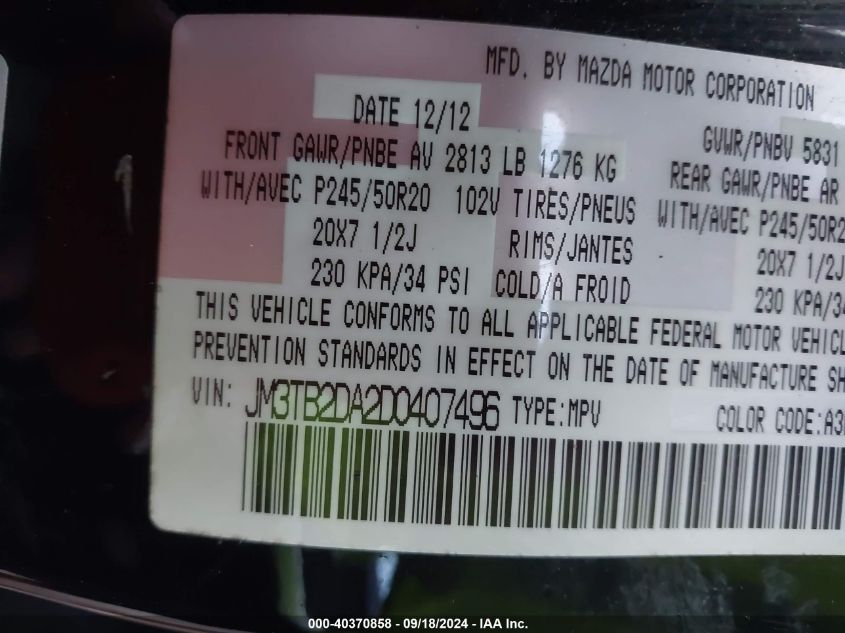 MFD. BY MAZDA MOTOR CORPORATION
DATE 12/12 GVWR/PNBV 5831
FRONT GAWR/PNBE AV 2813 LB 1276 KG REAR GAWR/PNBE AR
WITH/AVEC P245/50R20 102V TIRES/PNEUS WITH/AVEC P245/50R2
20X7 1/2J RIMS/JANTES 20X7 1/2J
230 KPA/34 PSI COLD/A FROID 230 KPA/34
THIS VEHICLE CONFORMS TO ALL APPLICABLE FEDERAL MOTOR VEHICL
PREVENTION STANDARDS IN EFFECT ON THE DATE OF MANUFACTURE SH
VIN: JM3TB2DA2D0407496 TYPE:MPV COLOR CODE:A3
000-40370858 - 09/18/2024 - IAA Inc.